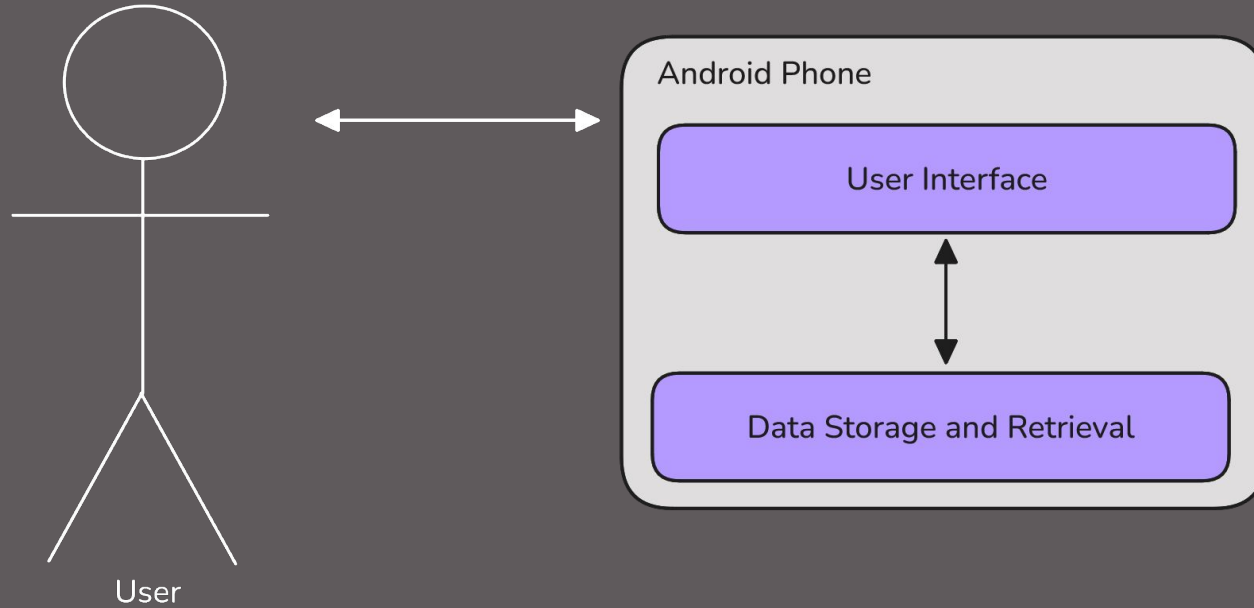 Android Phone
User Interface
Data Storage and Retrieval
User